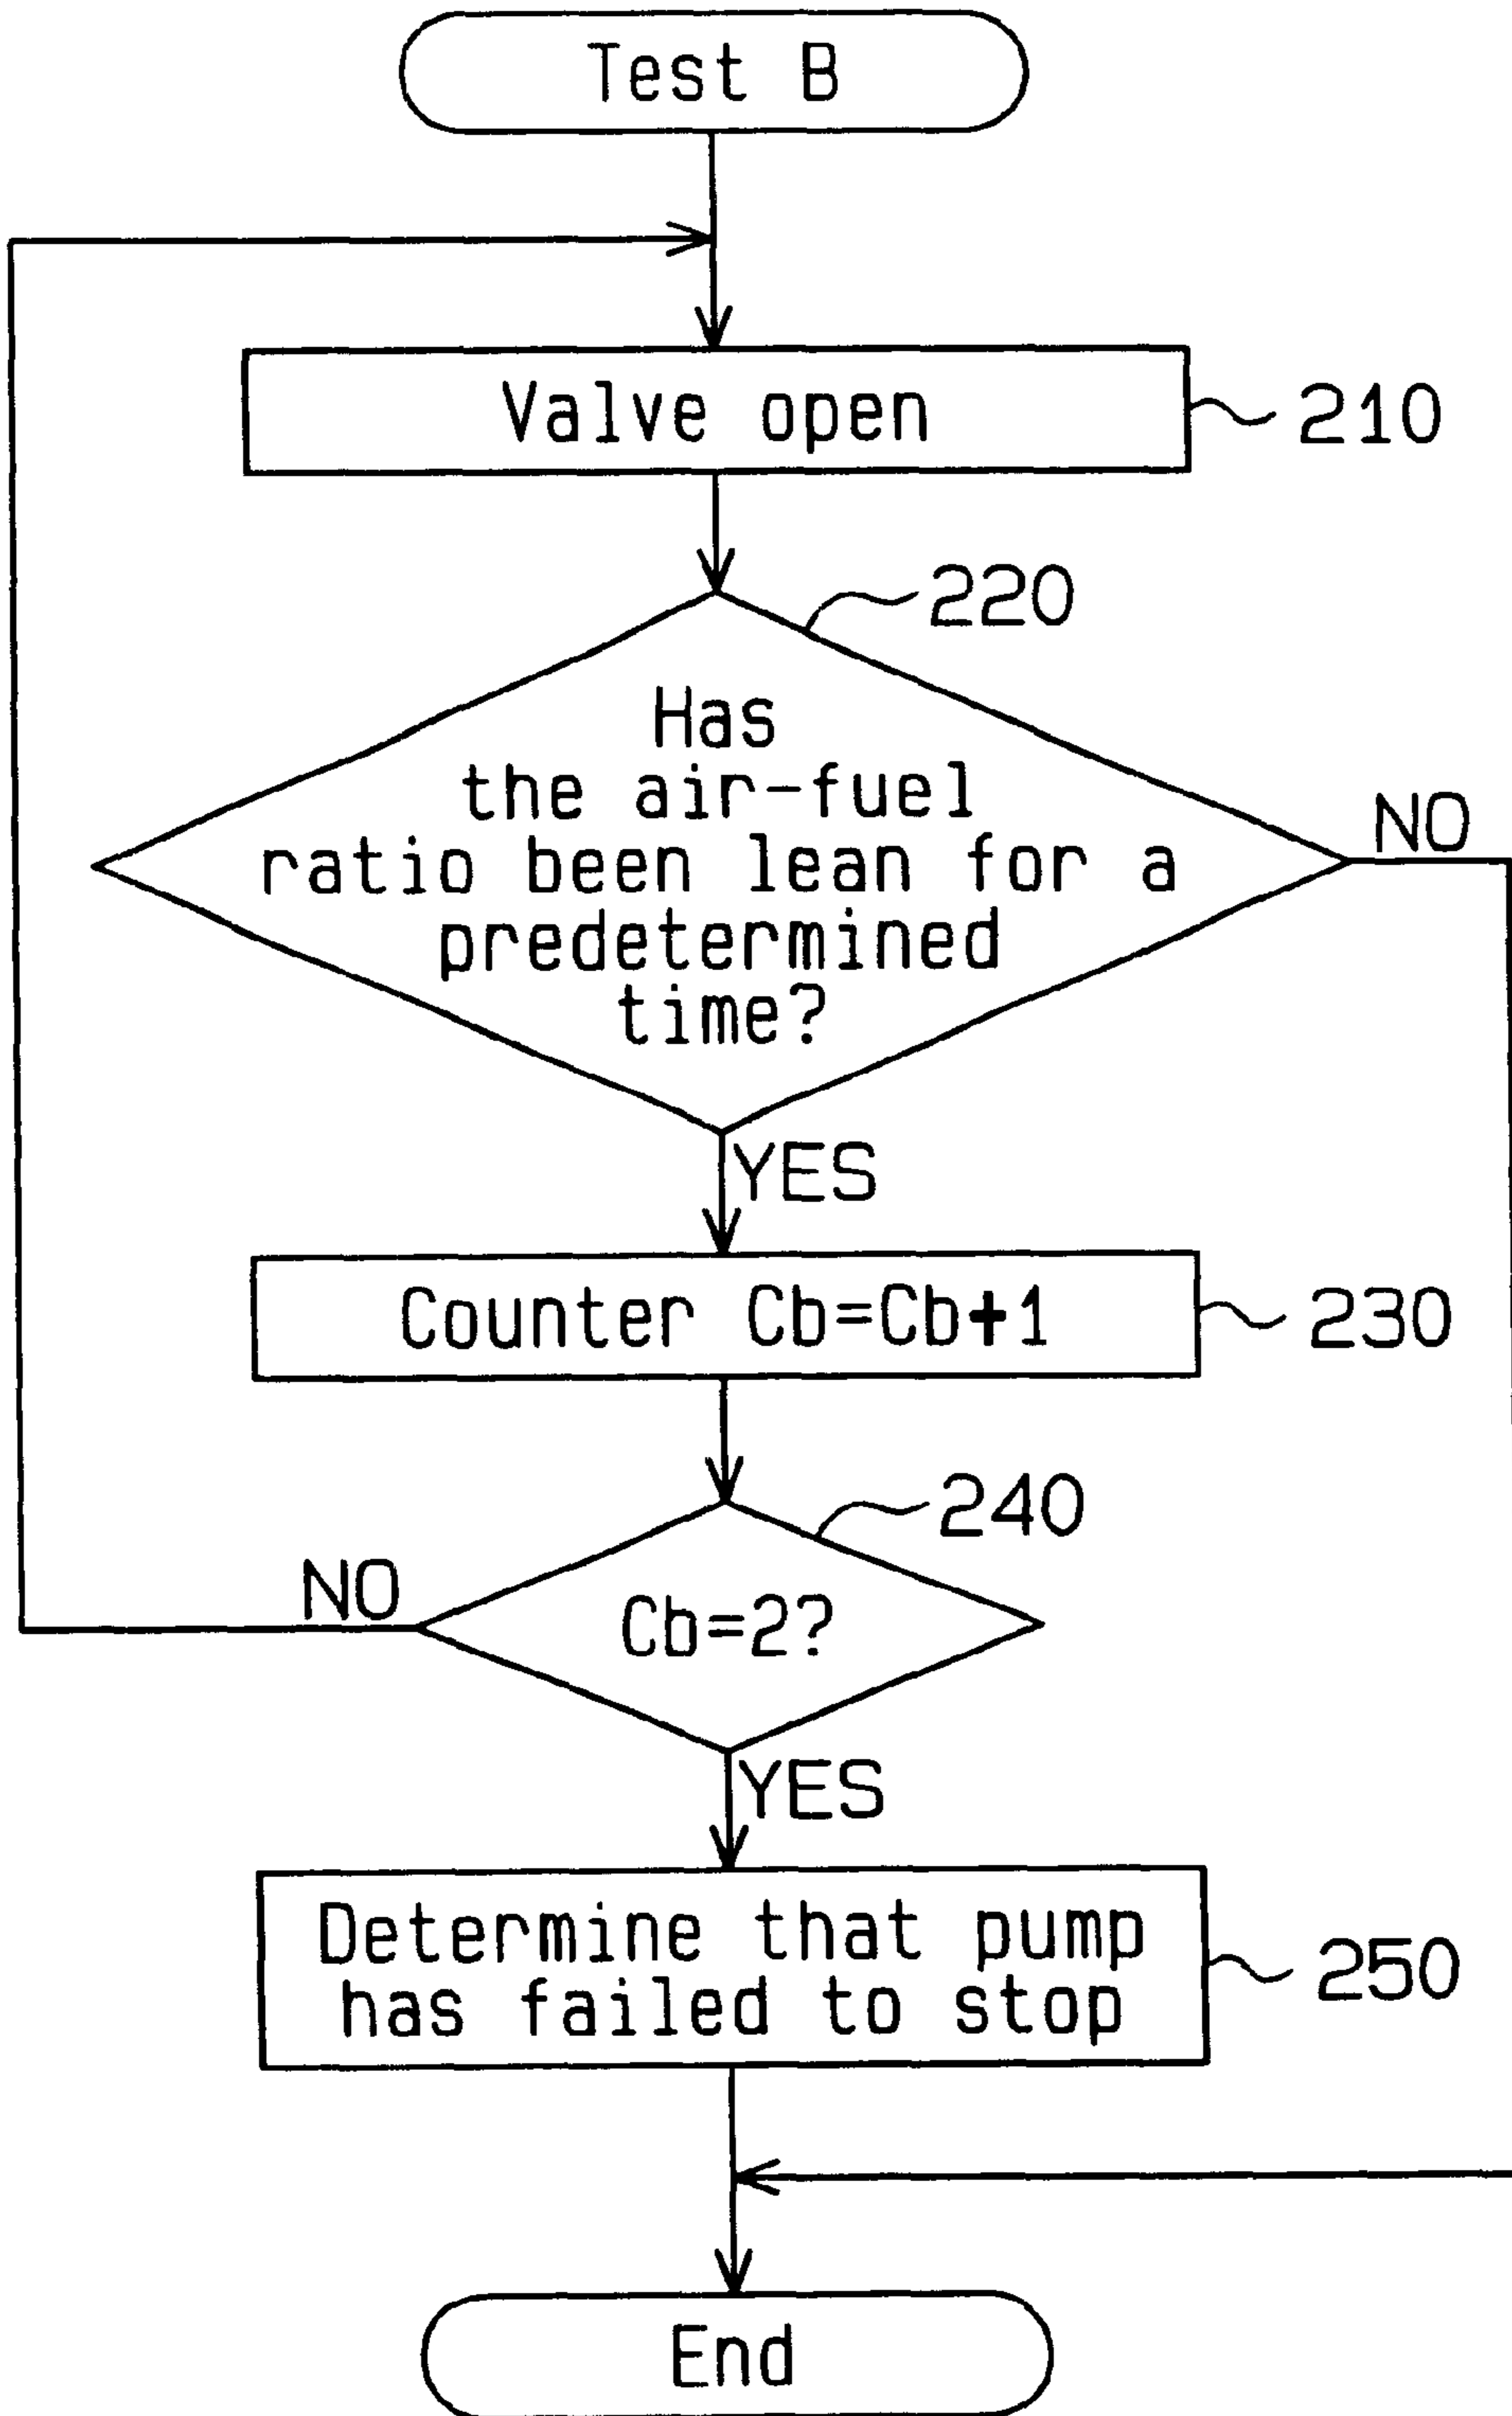 Test B
Valve open
210
220
Has
the air-fuel
ratio been lean for a
predetermined
time?
NO
YES
Counter Cb=Cb+1
230
240
NO
Cb=2?
YES
Determine that pump
has failed to stop
250
End